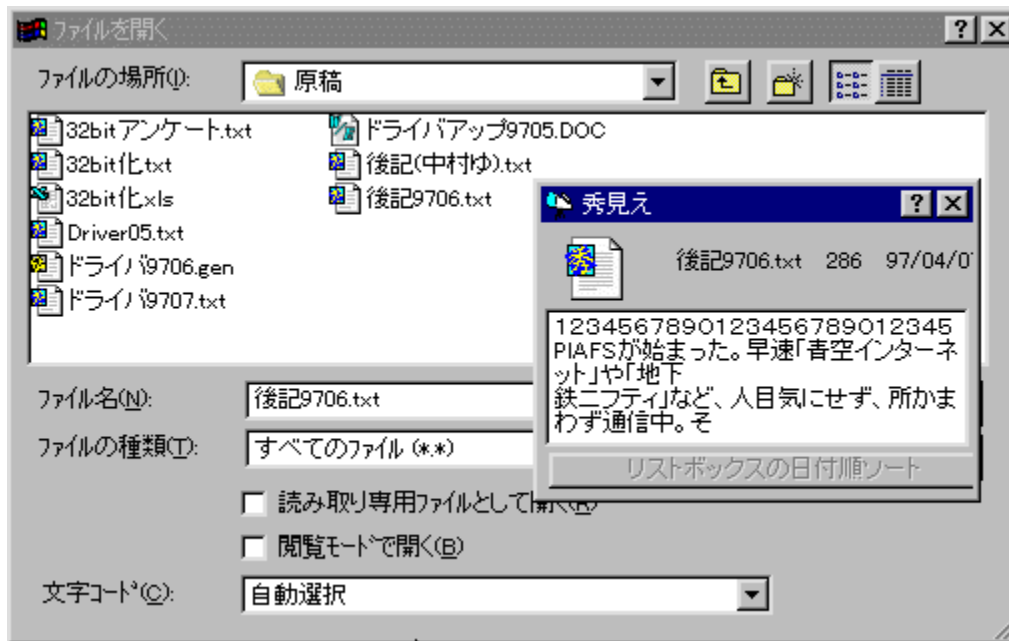 ファイルを開く
ファイルの場所(I):
原稿
32bitアンケート.txt
32bit化.txt
32bit化.xls
Driver05.txt
ドライバ9706.gen
ドライバ9707.txt
ドライバアップ9705.DOC
後記(中村ゆ).txt
後記9706.txt
秀見え
後記9706.txt 286 97/04/0
1234567890123456789012345
PIAFSが始まった。早速「青空インターネ
ット」や「地下
鉄ニフティ」など、人目気にせず、所かま
わず通信中。そ
リストボックスの日付順ソート
ファイル名(N):
後記9706.txt
ファイルの種類(T):
すべてのファイル (*.*)
読み取り専用ファイルとして開く(R)
閲覧モードで開く(B)
文字コード(C):
自動選択